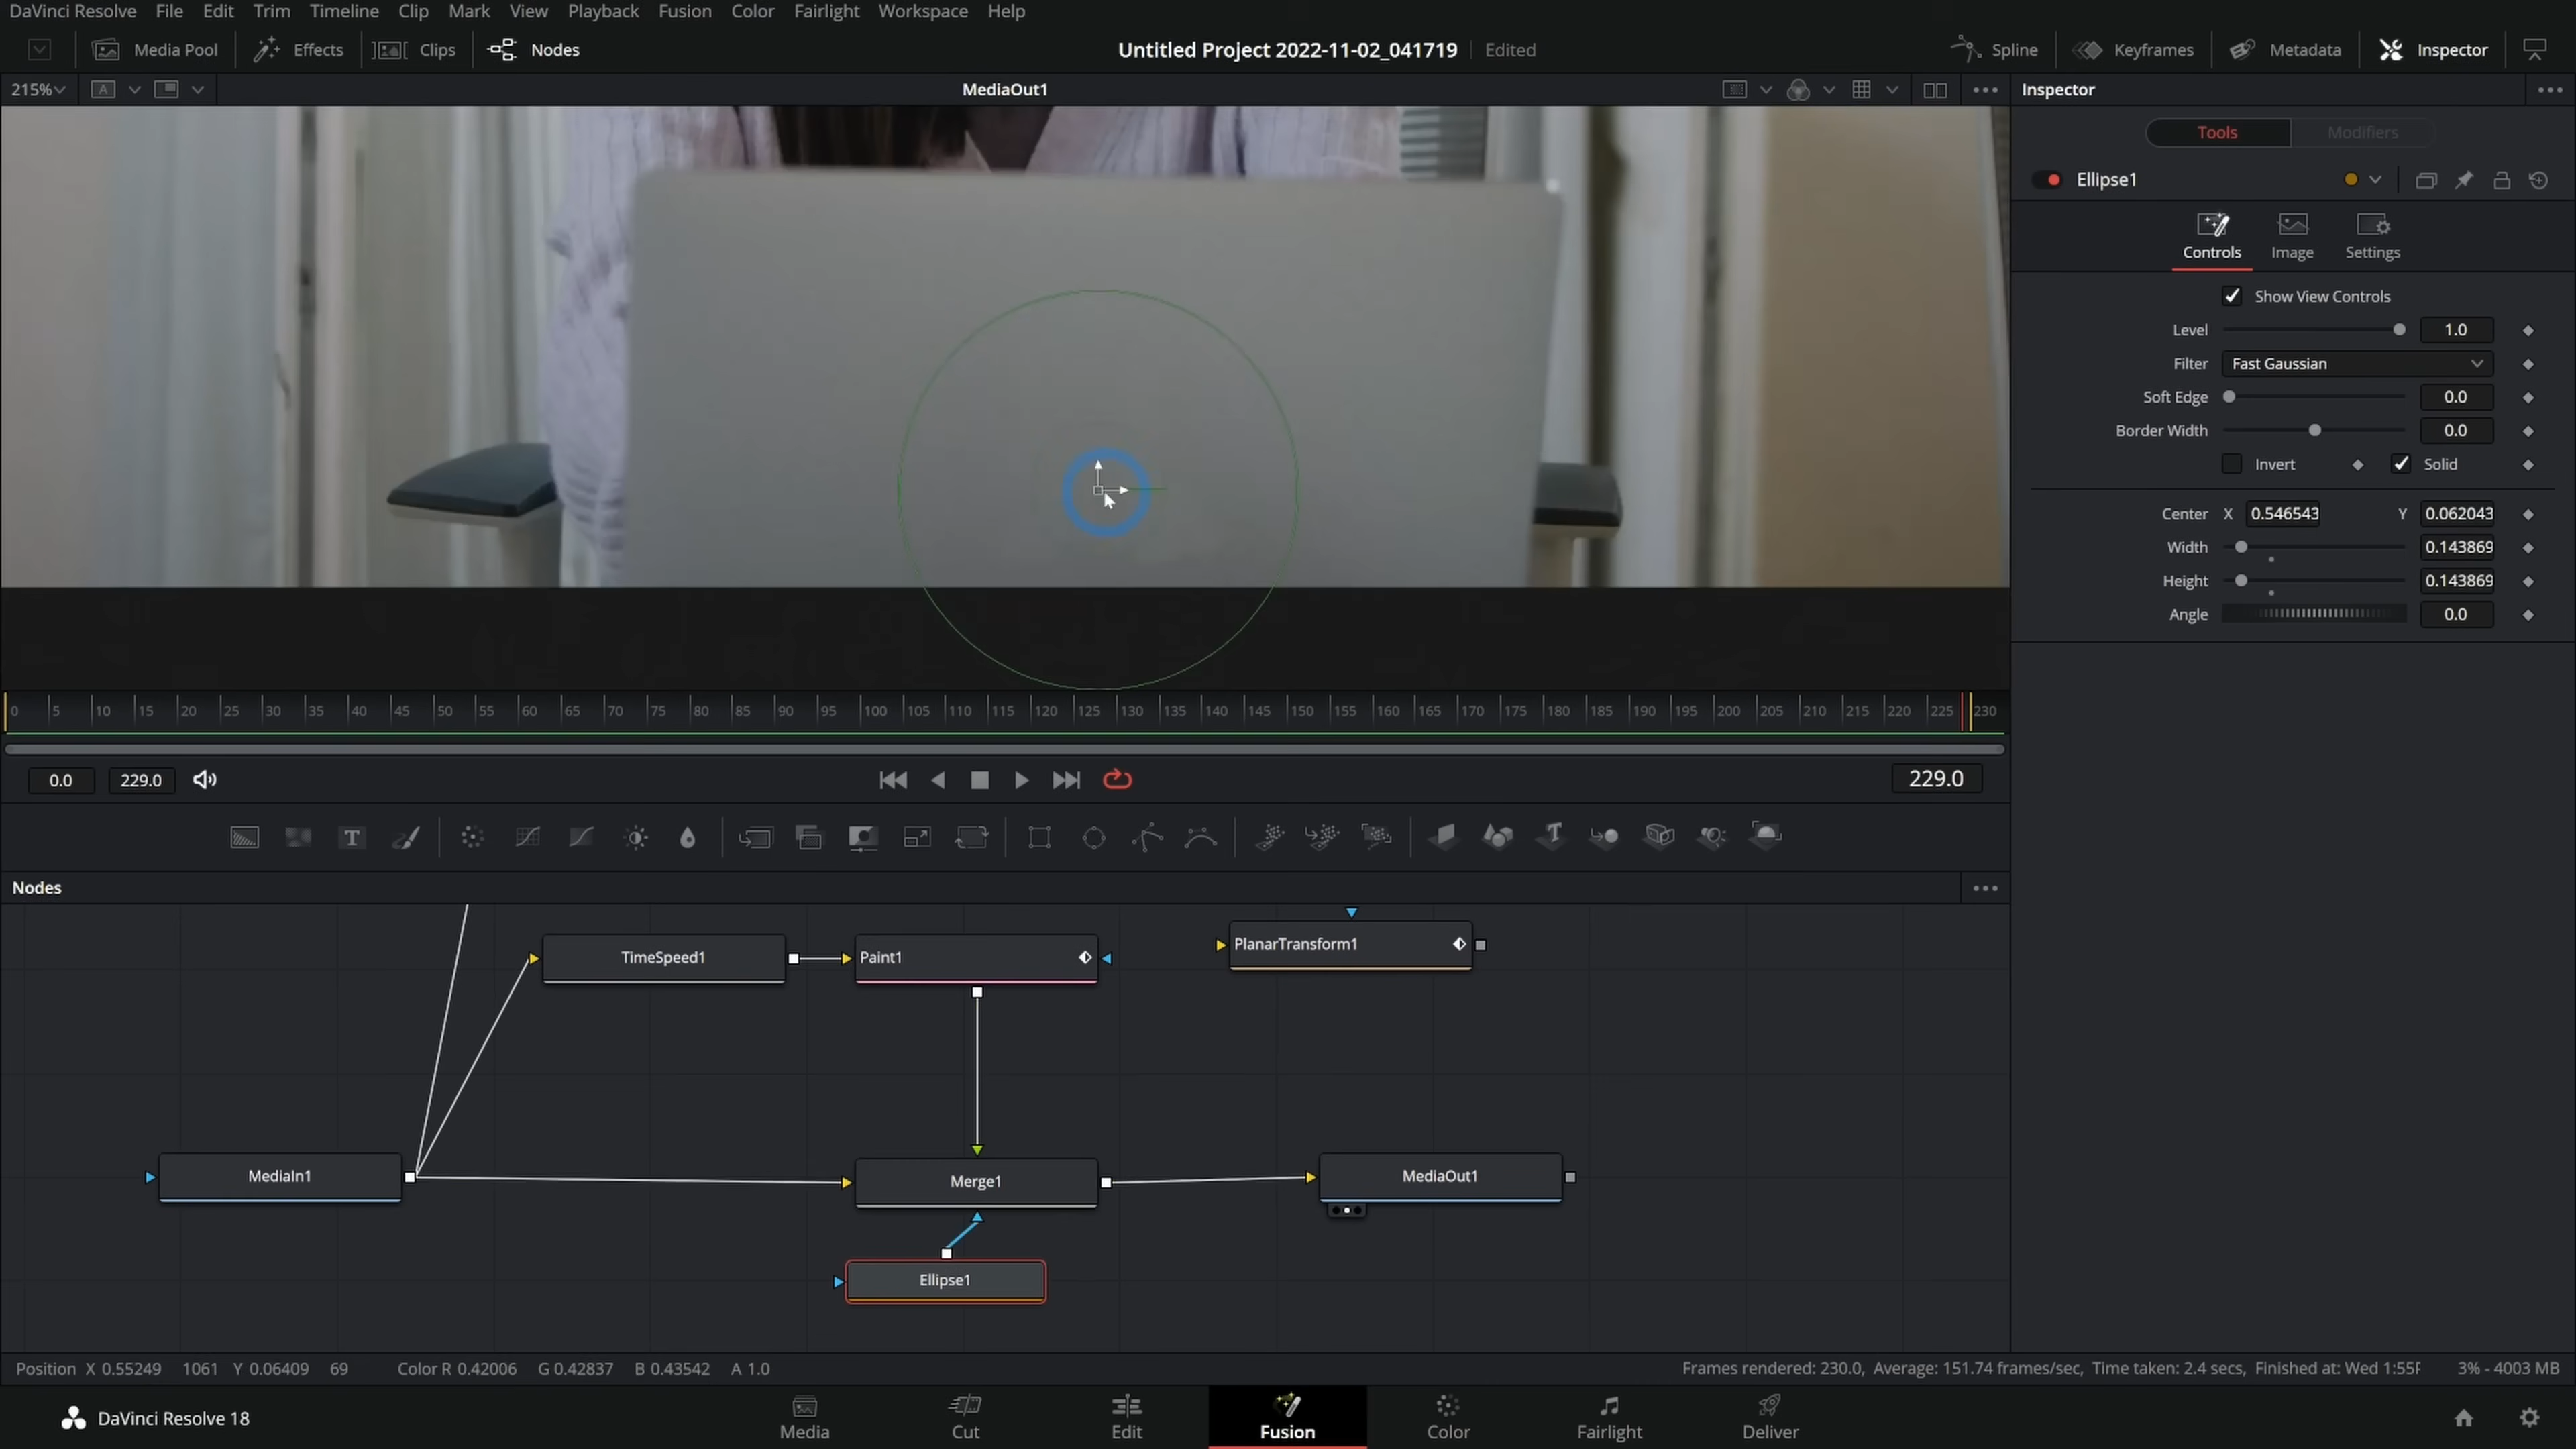 DaVinci Resolve File Edit Trim Timeline Clip Mark View Playback Fusion Color Fairlight Workspace Help
Media Pool Effects Clips Nodes Untitled Project 2022-11-02_041719 Edited Spline Keyframes Metadata Inspector
215% A MediaOut1 Inspector
Tools Modifiers
Ellipse1
Controls Image Settings
Show View Controls
Level 1.0
Filter Fast Gaussian
Soft Edge 0.0
Border Width 0.0
Invert Solid
Center X 0.546543 Y 0.062043
Width 0.143869
Height 0.143869
Angle 0.0
0 5 10 15 20 25 30 35 40 45 50 55 60 65 70 75 80 85 90 95 100 105 110 115 120 125 130 135 140 145 150 155 160 165 170 175 180 185 190 195 200 205 210 215 220 225 230
0.0 229.0 229.0
T T
Nodes
TimeSpeed1 Paint1 PlanarTransform1
MediaIn1 Merge1 MediaOut1
Ellipse1
Position X 0.55249 1061 Y 0.06409 69 Color R 0.42006 G 0.42837 B 0.43542 A 1.0 Frames rendered: 230.0, Average: 151.74 frames/sec, Time taken: 2.4 secs, Finished at: Wed 1:55P 3% - 4003 MB
DaVinci Resolve 18 Media Cut Edit Fusion Color Fairlight Deliver